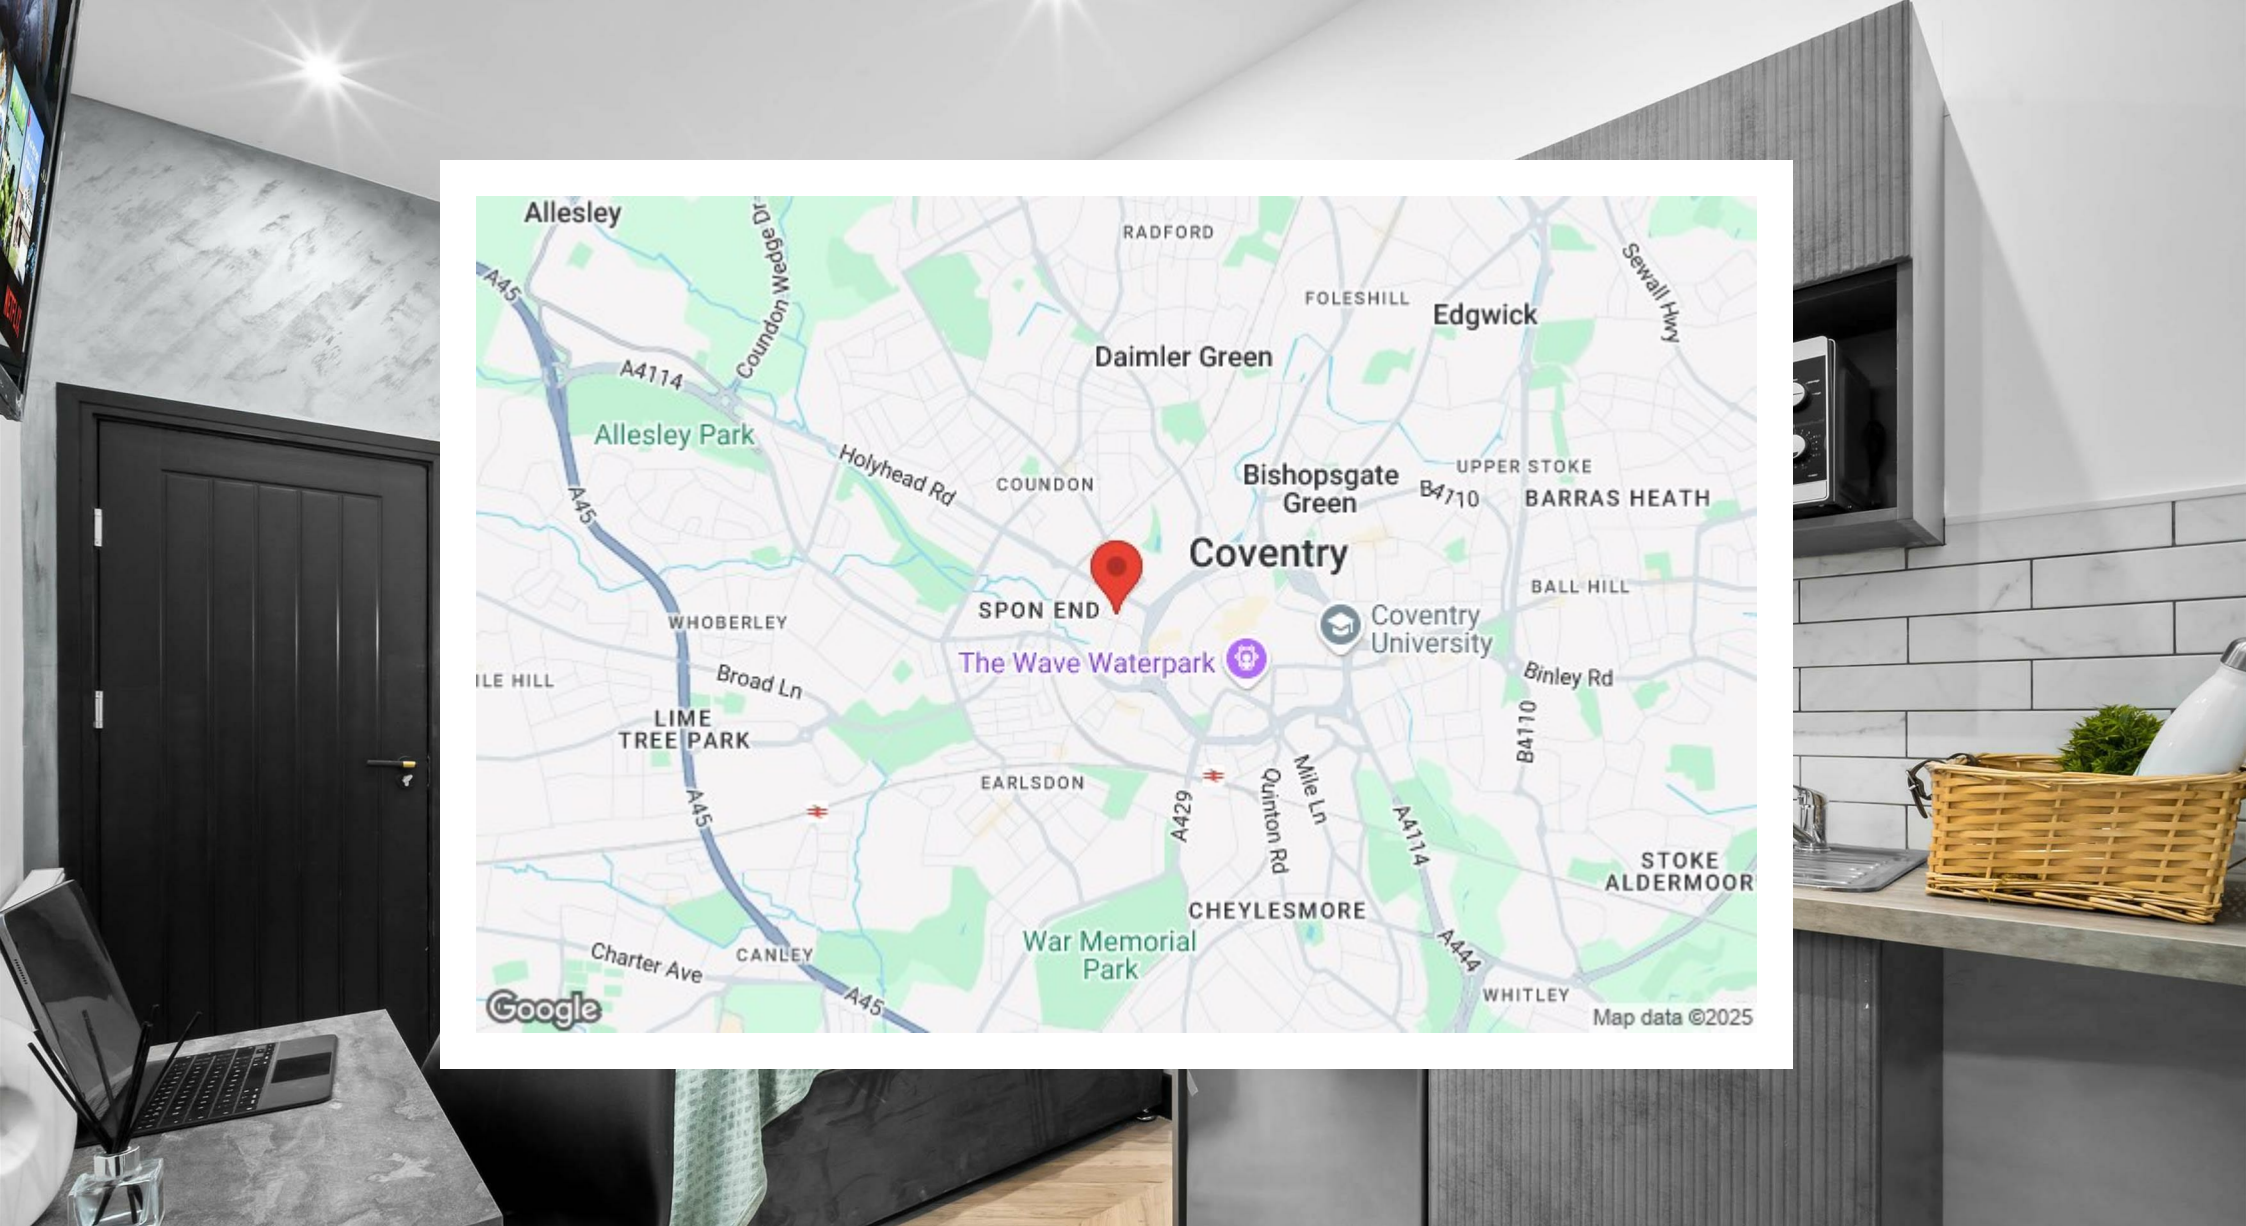 Allesley
Coundon Wedge Dr
RADFORD
Sewall Hwy
A45
FOLESHILL
Edgwick
A4114
Daimler Green
Allesley Park
Holyhead Rd
COUNDON
Bishopsgate
Green
B4710
UPPER STOKE
BARRAS HEATH
A45
Coventry
BALL HILL
SPON END
WHOBERLEY
Coventry
University
The Wave Waterpark
ILE HILL
Broad Ln
Binley Rd
LIME
TREE PARK
B4110
EARLSDON
A45
A429
Quinton Rd
Mile Ln
A4114
STOKE
ALDERMOOR
CHEYLESMORE
War Memorial
Park
A444
Charter Ave
CANLEY
WHITLEY
A45
Google
Map data ©2025
NETFLIX